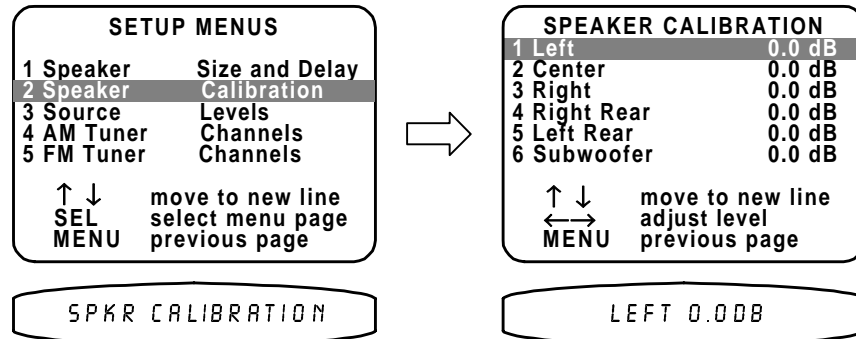 SETUP MENUS
1 Speaker Size and Delay
2 Speaker Calibration
3 Source Levels
4 AM Tuner Channels
5 FM Tuner Channels
↑ ↓ move to new line
SEL select menu page
MENU previous page
SPKR CALIBRATION
SPEAKER CALIBRATION
1 Left 0.0 dB
2 Center 0.0 dB
3 Right 0.0 dB
4 Right Rear 0.0 dB
5 Left Rear 0.0 dB
6 Subwoofer 0.0 dB
↑ ↓ move to new line
←→ adjust level
MENU previous page
LEFT 0.0DB